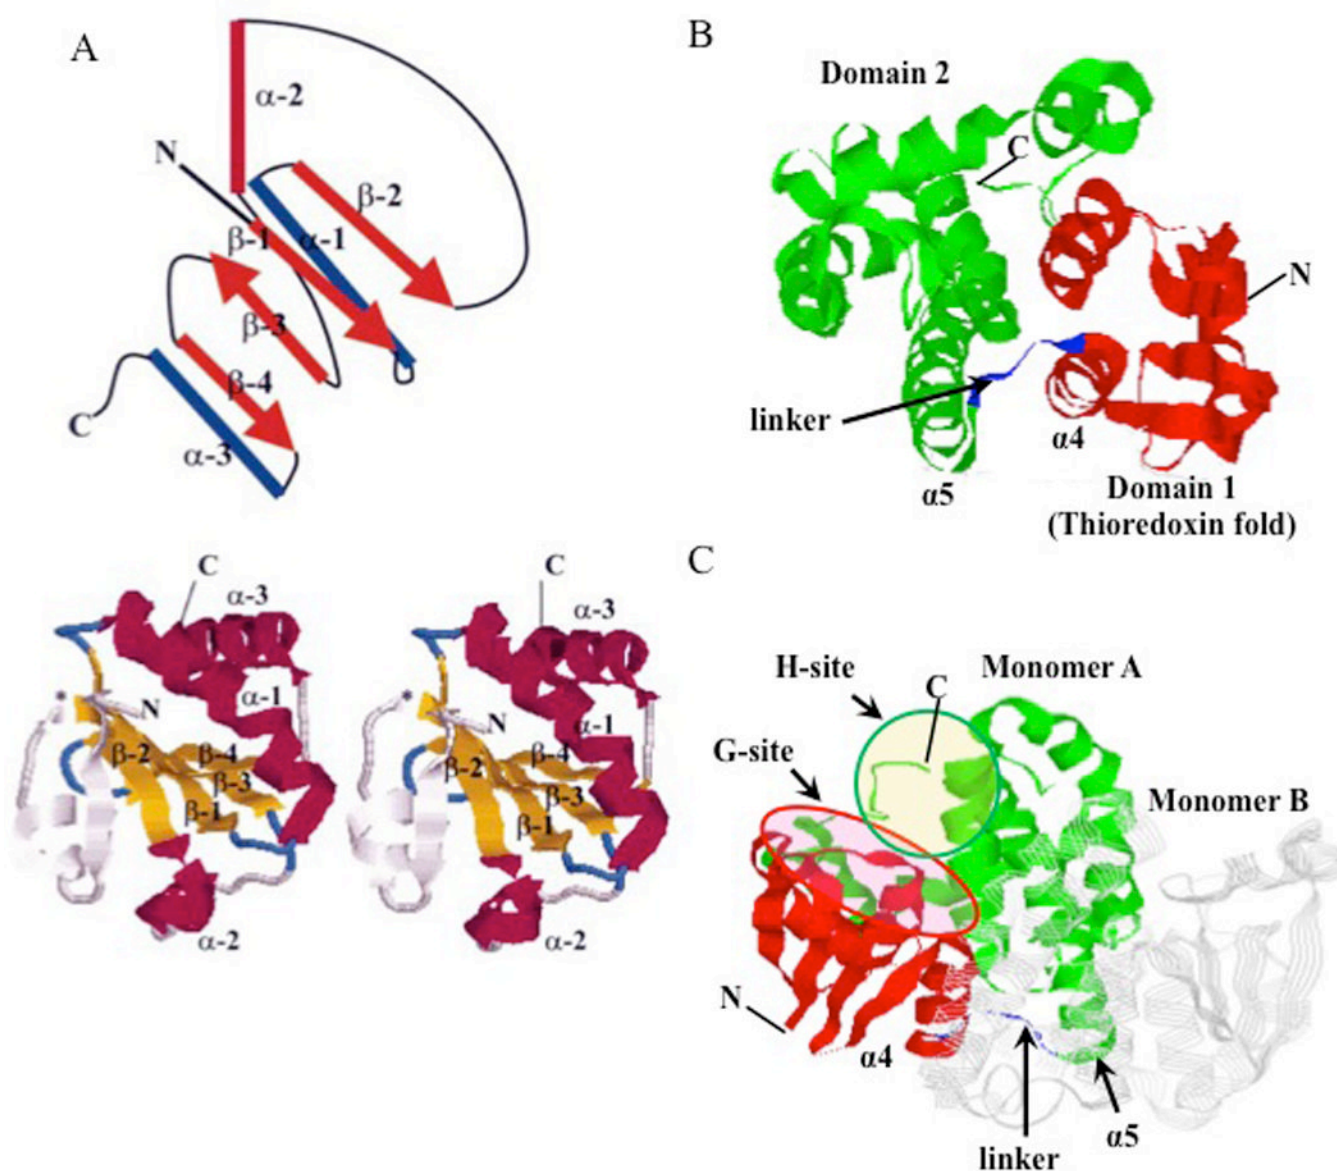 A
α-2
N
β-2
β-1
α-1
β-3
β-4
C
α-3
C
α-3
*
N
α-1
β-2
β-4
β-3
β-1
α-2
C
α-3
*
N
α-1
β-2
β-4
β-3
β-1
α-2
B
Domain 2
C
N
linker
α4
α5
Domain 1
(Thioredoxin fold)
C
H-site
Monomer A
C
G-site
Monomer B
N
α4
α5
linker